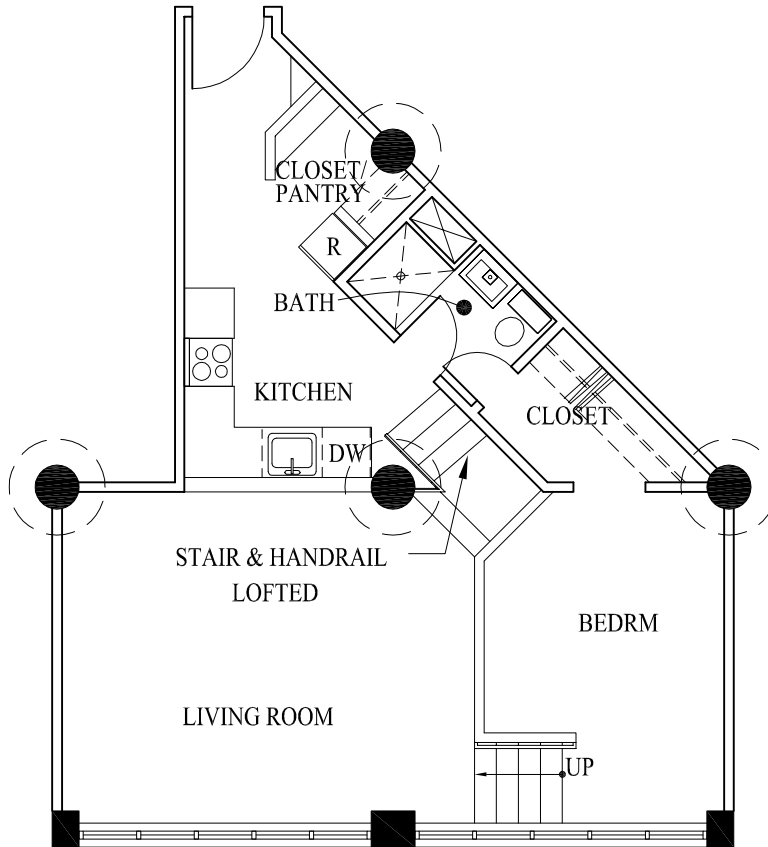 CLOSET/
PANTRY
R
BATH
KITCHEN
CLOSET
DW
STAIR & HANDRAIL
LOFTED
BEDRM
LIVING ROOM
UP